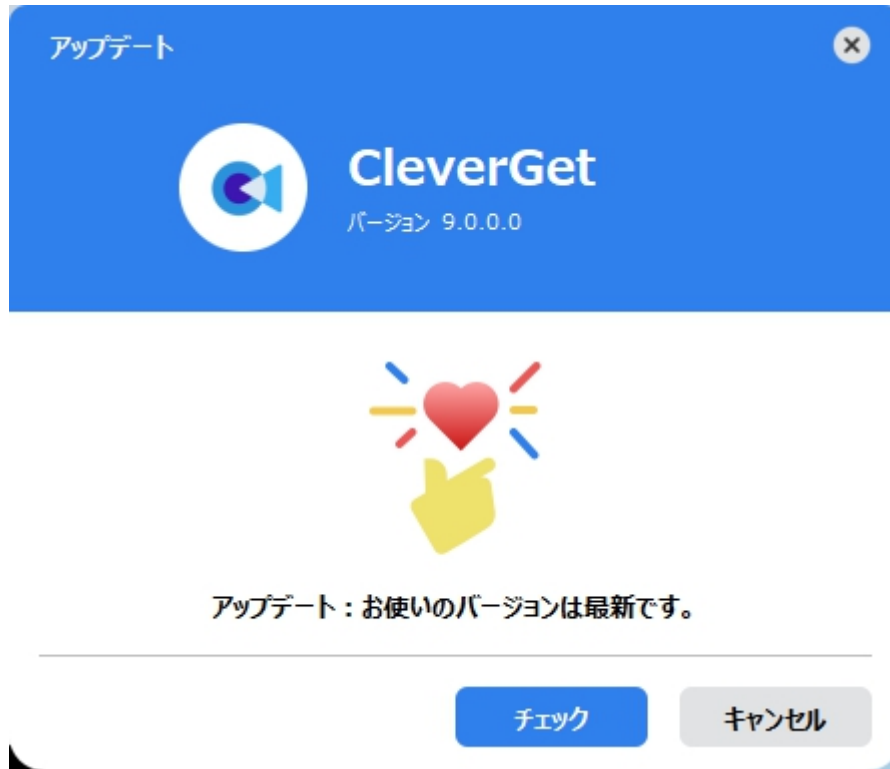 アップデート
CleverGet
バージョン 9.0.0.0
アップデート：お使いのバージョンは最新です。
チェック
キャンセル